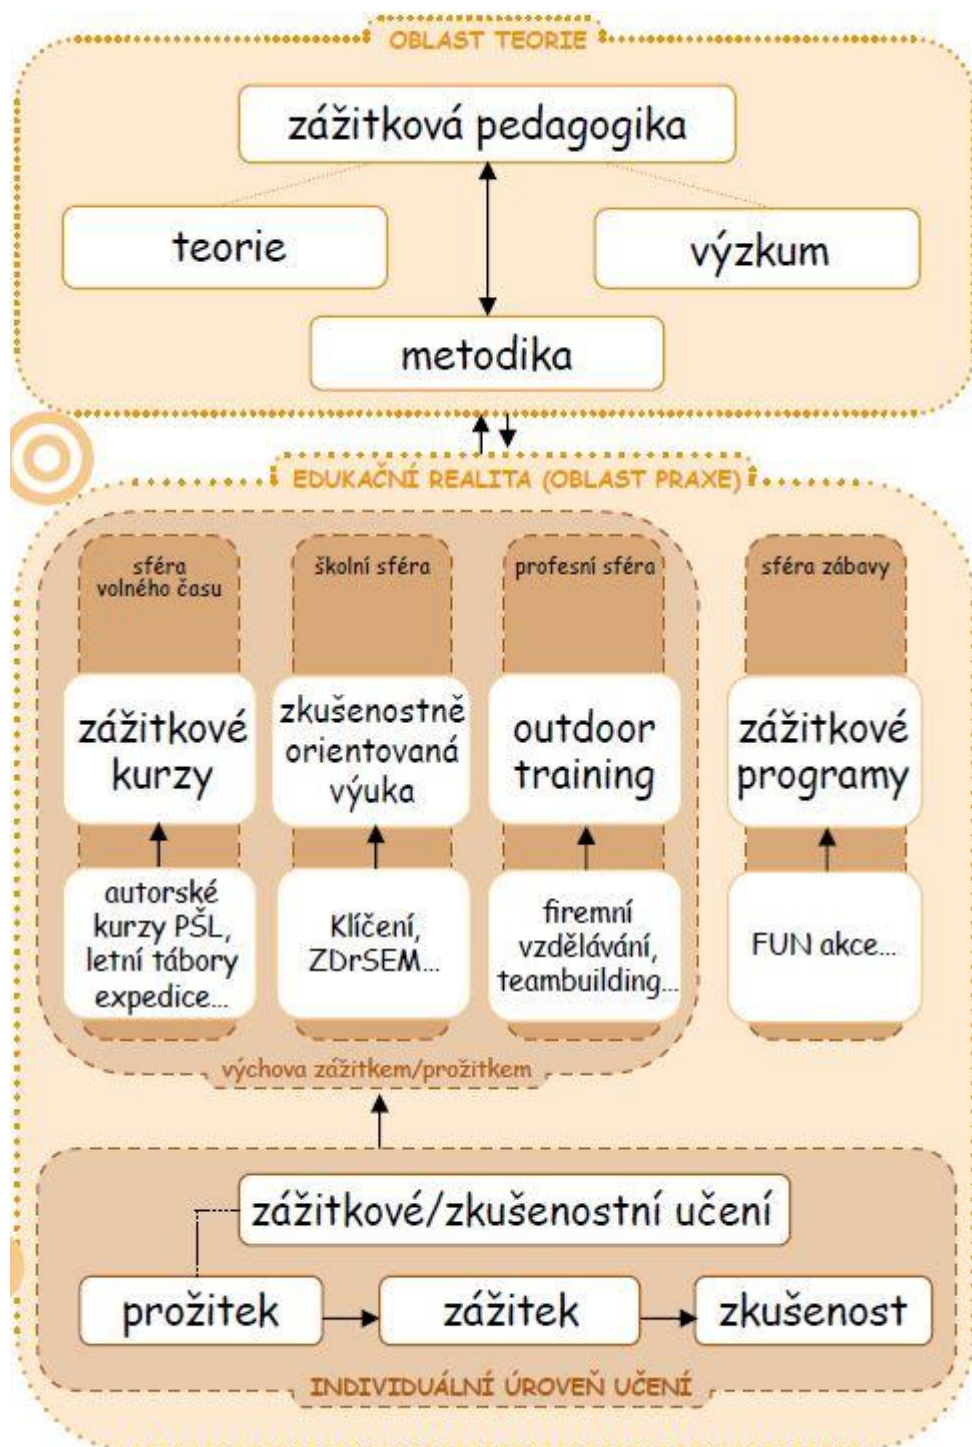 OBLAST TEORIE
zážitková pedagogika
teorie
výzkum
metodika
EDUKAČNÍ REALITA (OBLAST PRAXE)
sféra
volného času
školní sféra
profesní sféra
sféra zábavy
zážitkové
kurzy
zkušenostně
orientovaná
výuka
outdoor
training
zážitkové
programy
autorské
kurzy PŠL,
letní tábory
expedice...
Klíčení,
ZDrSEM...
firemní
vzdělávání,
teambuilding...
FUN akce...
výchova zážitkem/prožitkem
zážitkové/zkušenostní učení
prožitek
zážitek
zkušenost
INDIVIDUÁLNÍ ÚROVEŇ UČENÍ